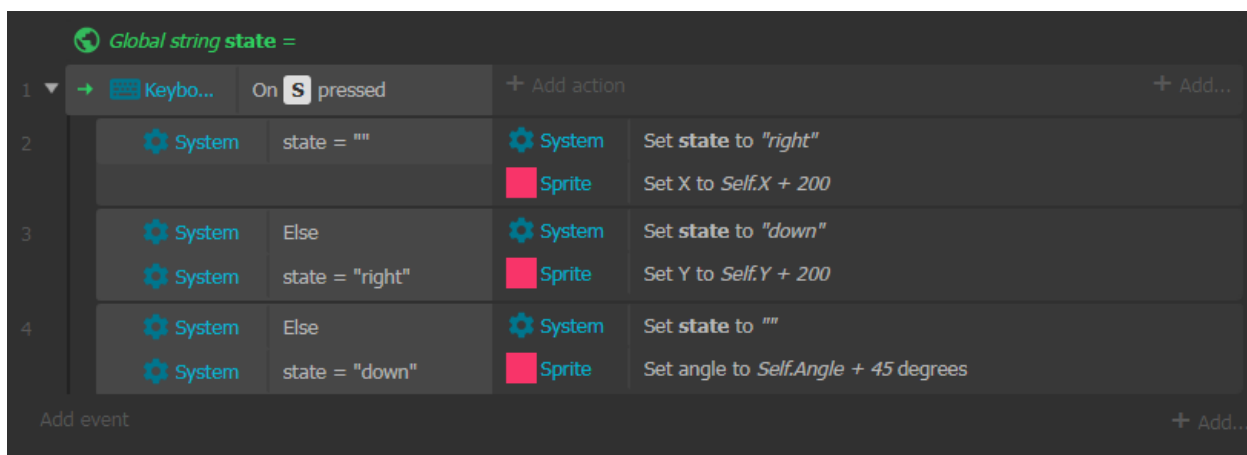 Global string state =
1 Keybo... On S pressed + Add action + Add...
2 System state = "" System Set state to "right"
Sprite Set X to Self.X + 200
3 System Else System Set state to "down"
System state = "right" Sprite Set Y to Self.Y + 200
4 System Else System Set state to ""
System state = "down" Sprite Set angle to Self.Angle + 45 degrees
Add event + Add...